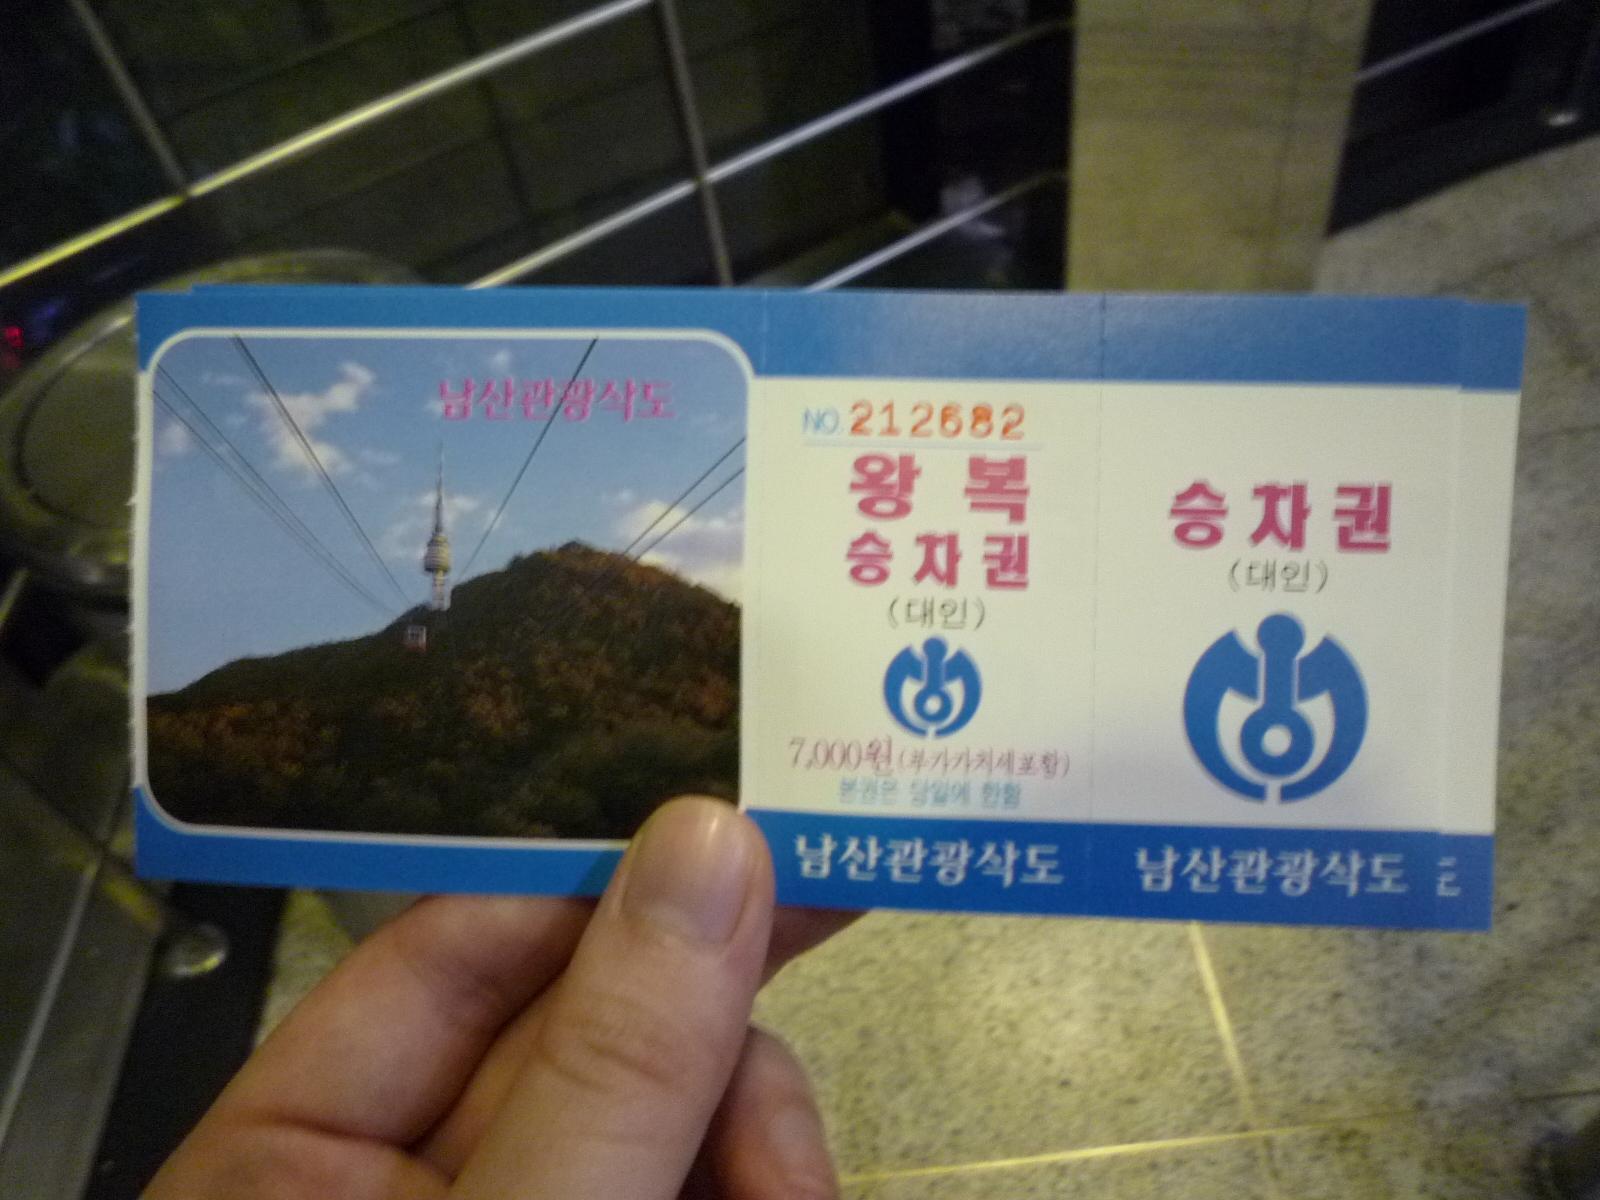 남산관광삭도
NO. 212682
왕복
승차권
(대인)
7,000원 (부가가치세포함)
본권은 당일에 한함
남산관광삭도
승차권
(대인)
남산관광삭도